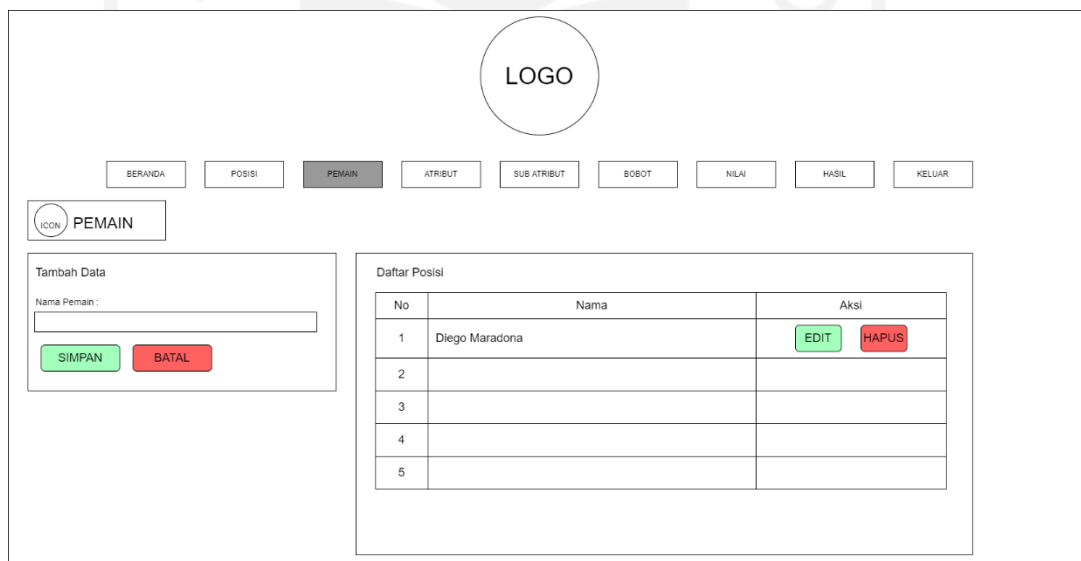 LOGO
BERANDA POSISI PEMAIN ATRIBUT SUB ATRIBUT BOBOT NILAI HASIL KELUAR
ICON PEMAIN
Tambah Data
Nama Pemain :
SIMPAN BATAL
Daftar Posisi
No Nama Aksi
1 Diego Maradona EDIT HAPUS
2
3
4
5